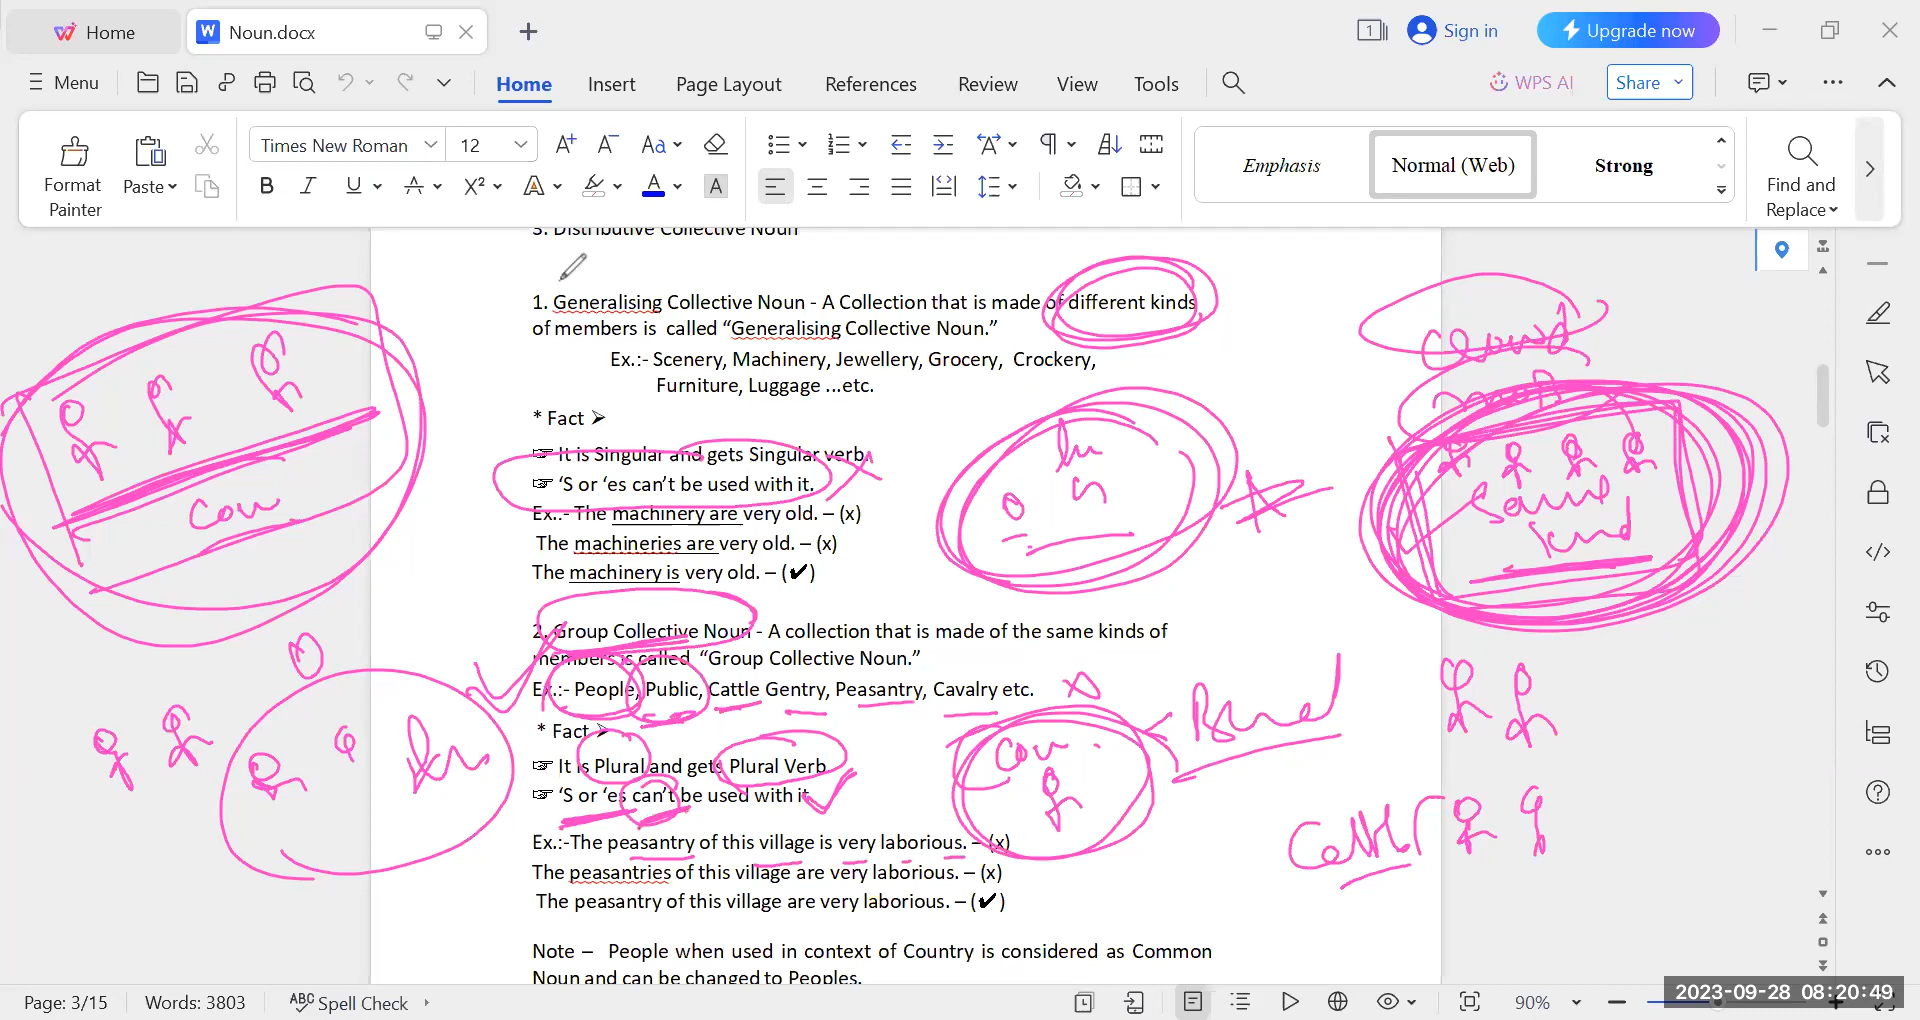 Home
Noun.docx
1
Sign in
Upgrade now
Menu
Home Insert Page Layout References Review View Tools
WPS AI
Share
Format Painter
Paste
Times New Roman 12
Emphasis
Normal (Web)
Strong
Find and Replace
3. Distributive Collective Noun
1. Generalising Collective Noun - A Collection that is made of different kinds
of members is called “Generalising Collective Noun.”
Ex.:- Scenery, Machinery, Jewellery, Grocery, Crockery,
Furniture, Luggage ...etc.
* Fact ➢
☞ It is Singular and gets Singular verb
☞ ‘S or ‘es can’t be used with it.
Ex..- The machinery are very old. – (x)
The machineries are very old. – (x)
The machinery is very old. – (✔)
2. Group Collective Noun - A collection that is made of the same kinds of
members is called “Group Collective Noun.”
Ex.:- People, Public, Cattle Gentry, Peasantry, Cavalry etc.
* Fact ➢
☞ It is Plural and gets Plural Verb
☞ ‘S or ‘es can’t be used with it
Ex.:-The peasantry of this village is very laborious. – (x)
The peasantries of this village are very laborious. – (x)
The peasantry of this village are very laborious. – (✔)
Note – People when used in context of Country is considered as Common
Noun and can be changed to Peoples.
Cow
Same
kind
Cow
Page: 3/15 Words: 3803 Spell Check
90%
2023-09-28 08:20:49